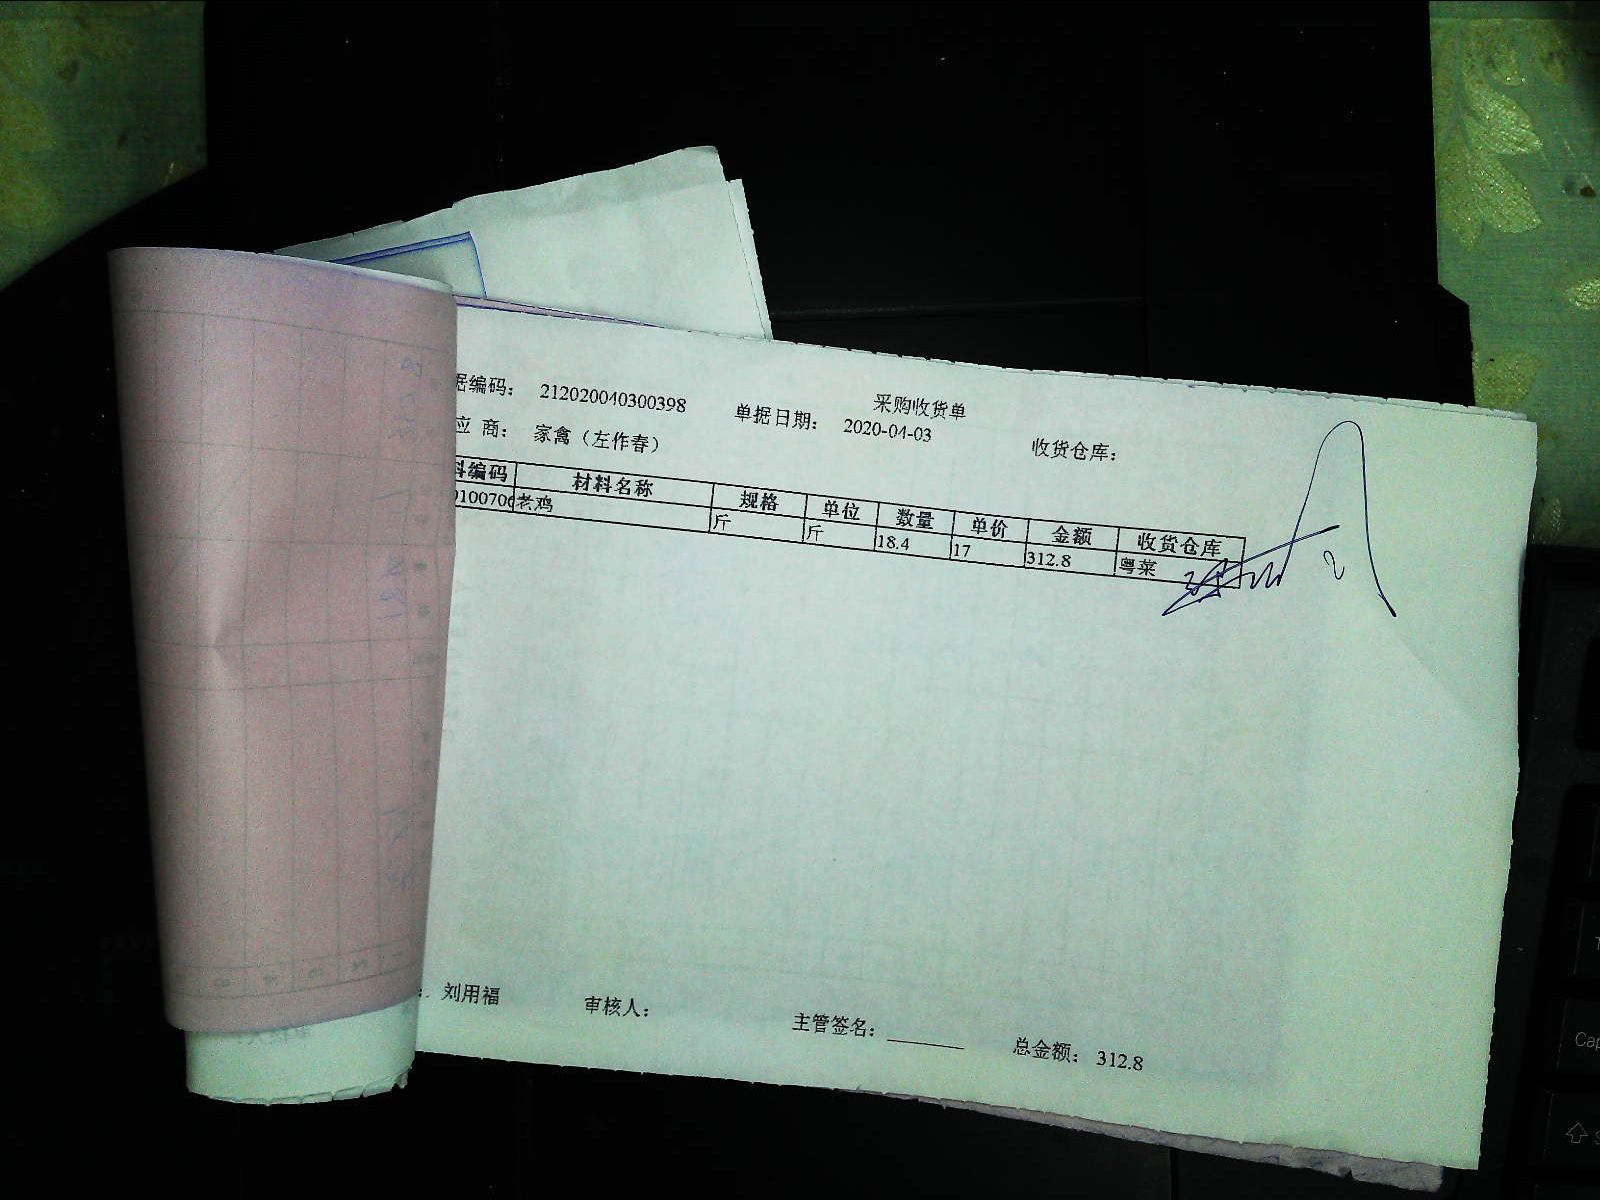 采购收货单
据编码： 212020040300398 单据日期： 2020-04-03 收货仓库：
应 商： 家禽（左作春）
料编码 材料名称 规格 单位 数量 单价 金额 收货仓库
0100706 老鸡 斤 斤 18.4 17 312.8 粤菜
： 刘用福 审核人： 主管签名： 总金额： 312.8